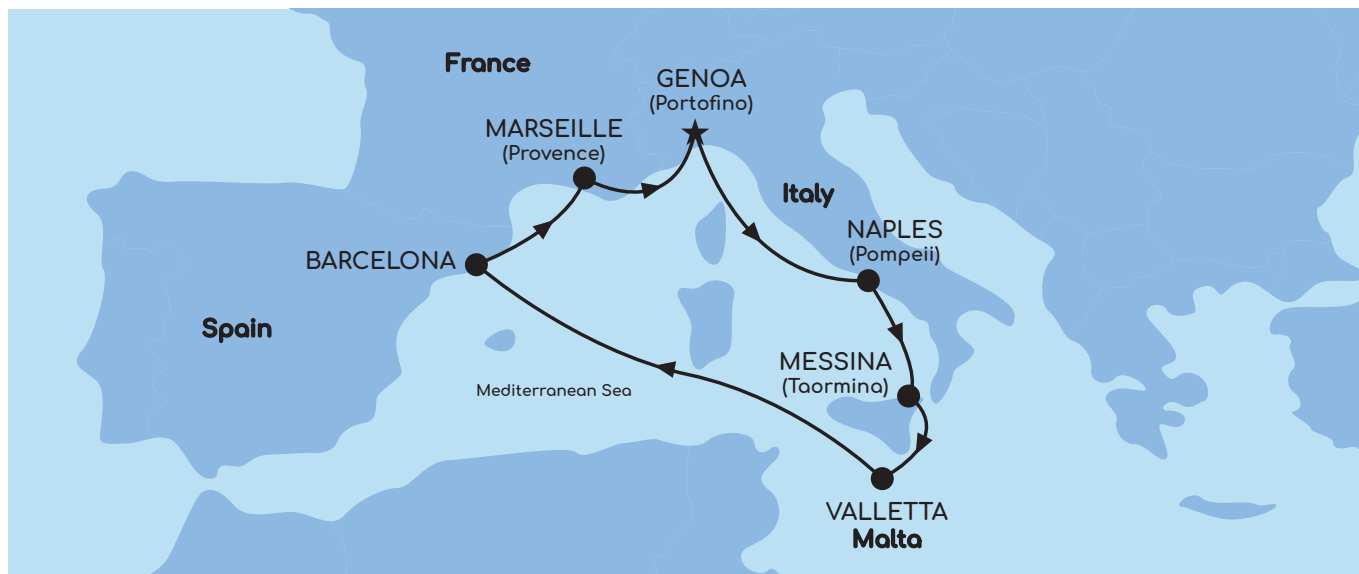 France
GENOA
(Portofino)
MARSEILLE
(Provence)
Italy
NAPLES
(Pompeii)
BARCELONA
Spain
MESSINA
(Taormina)
Mediterranean Sea
VALLETTA
Malta